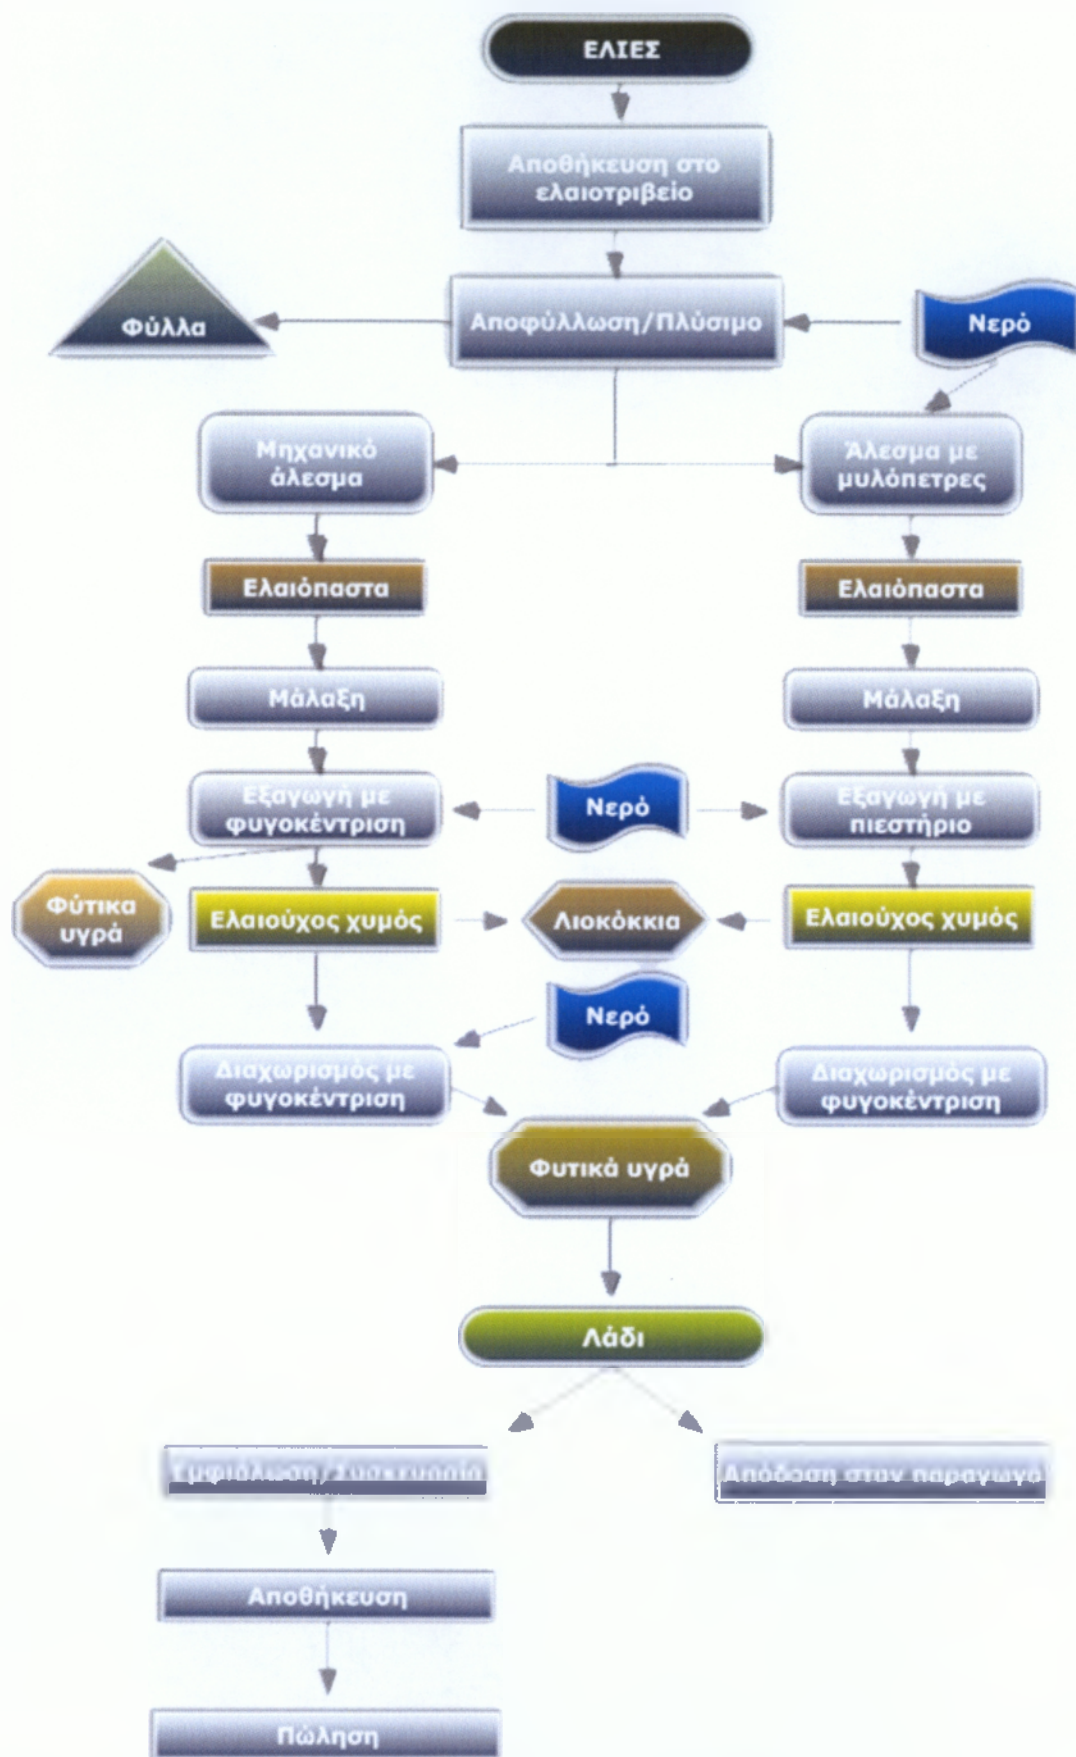 ΕΛΙΕΣ
Αποθήκευση στο
ελαιοτριβείο
Φύλλα
Αποφύλλωση/Πλύσιμο
Νερό
Μηχανικό
άλεσμα
Άλεσμα με
μυλόπετρες
Ελαιόπαστα
Ελαιόπαστα
Μάλαξη
Μάλαξη
Εξαγωγή με
φυγοκέντριση
Νερό
Εξαγωγή με
πιεστήριο
Φύτικα
υγρά
Ελαιούχος χυμός
Λιοκόκκια
Ελαιούχος χυμός
Νερό
Διαχωρισμός με
φυγοκέντριση
Διαχωρισμός με
φυγοκέντριση
Φυτικά υγρά
Λάδι
Εμφιάλωση/Συσκευασία
Απόδοση στον παραγωγό
Αποθήκευση
Πώληση